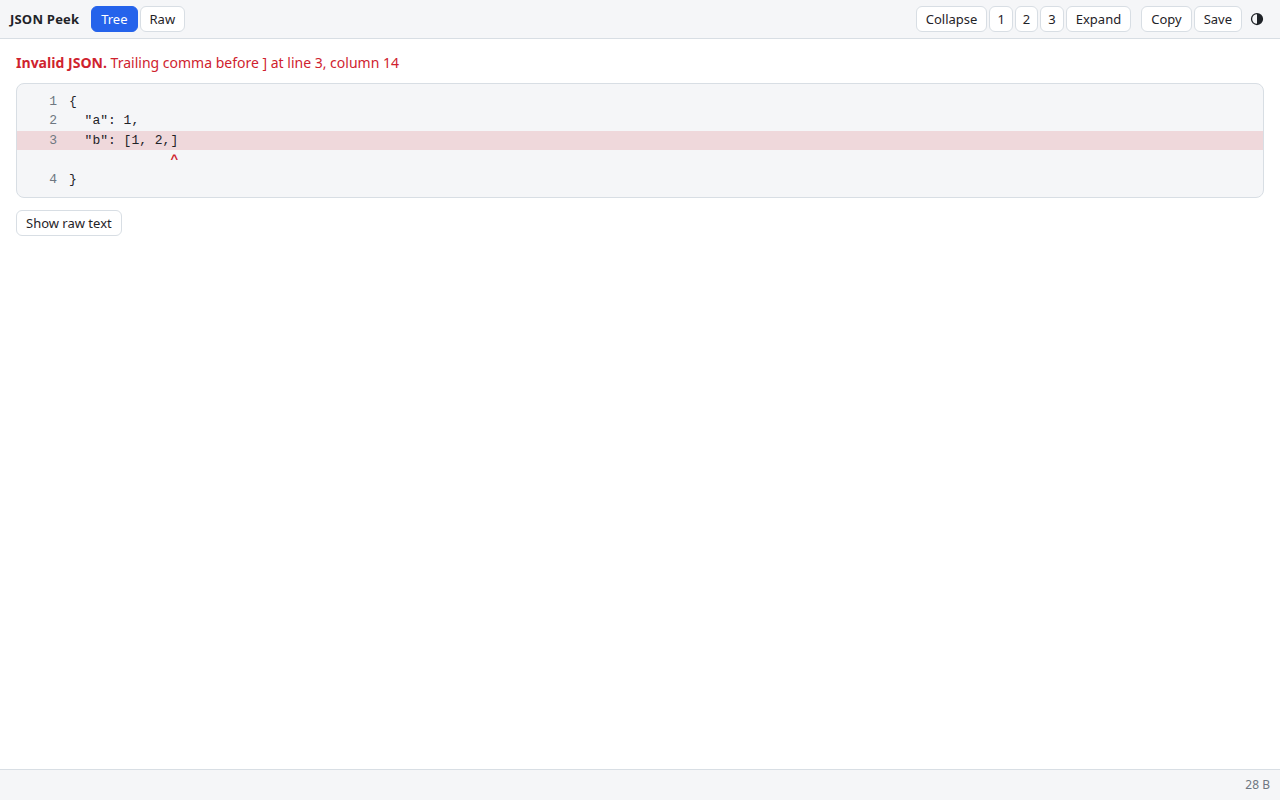 JSON Peek Tree Raw Collapse 1 2 3 Expand Copy Save
Invalid JSON. Trailing comma before ] at line 3, column 14
1 {
2   "a": 1,
3   "b": [1, 2,]
^
4 }
Show raw text
28 B